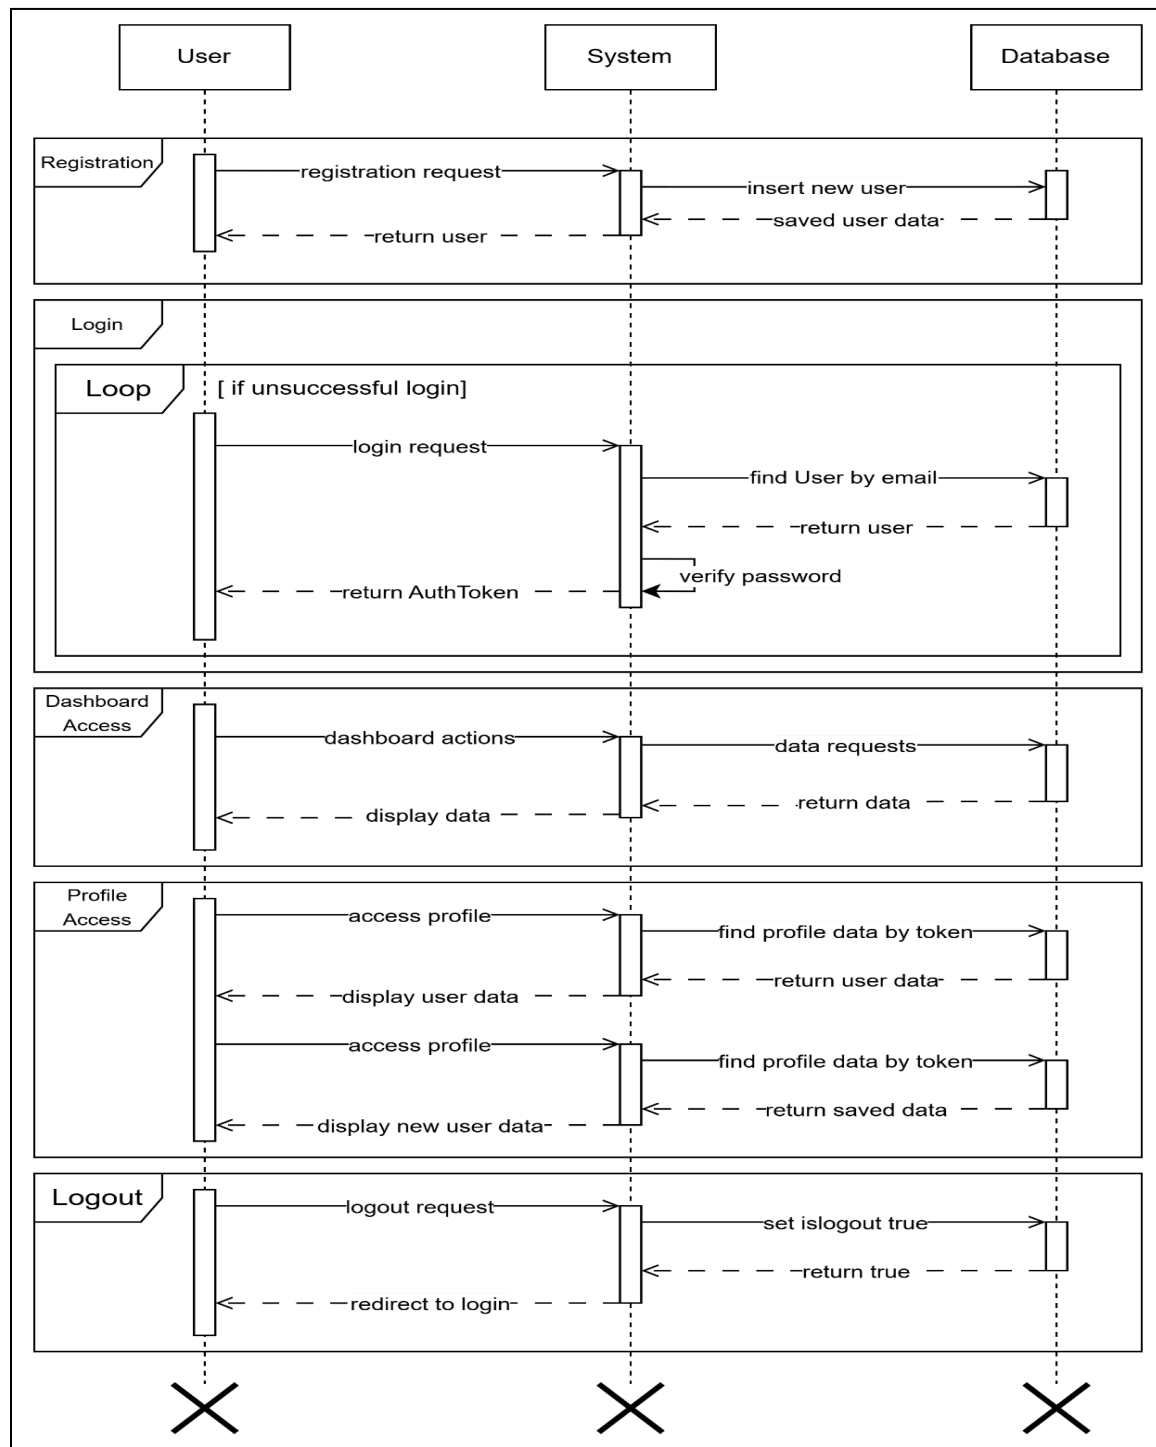 User
System
Database
Registration
registration request
insert new user
saved user data
return user
Login
Loop
[ if unsuccessful login]
login request
find User by email
return user
verify password
return AuthToken
Dashboard
Access
dashboard actions
data requests
return data
display data
Profile
Access
access profile
find profile data by token
return user data
display user data
access profile
find profile data by token
return saved data
display new user data
Logout
logout request
set islogout true
return true
redirect to login